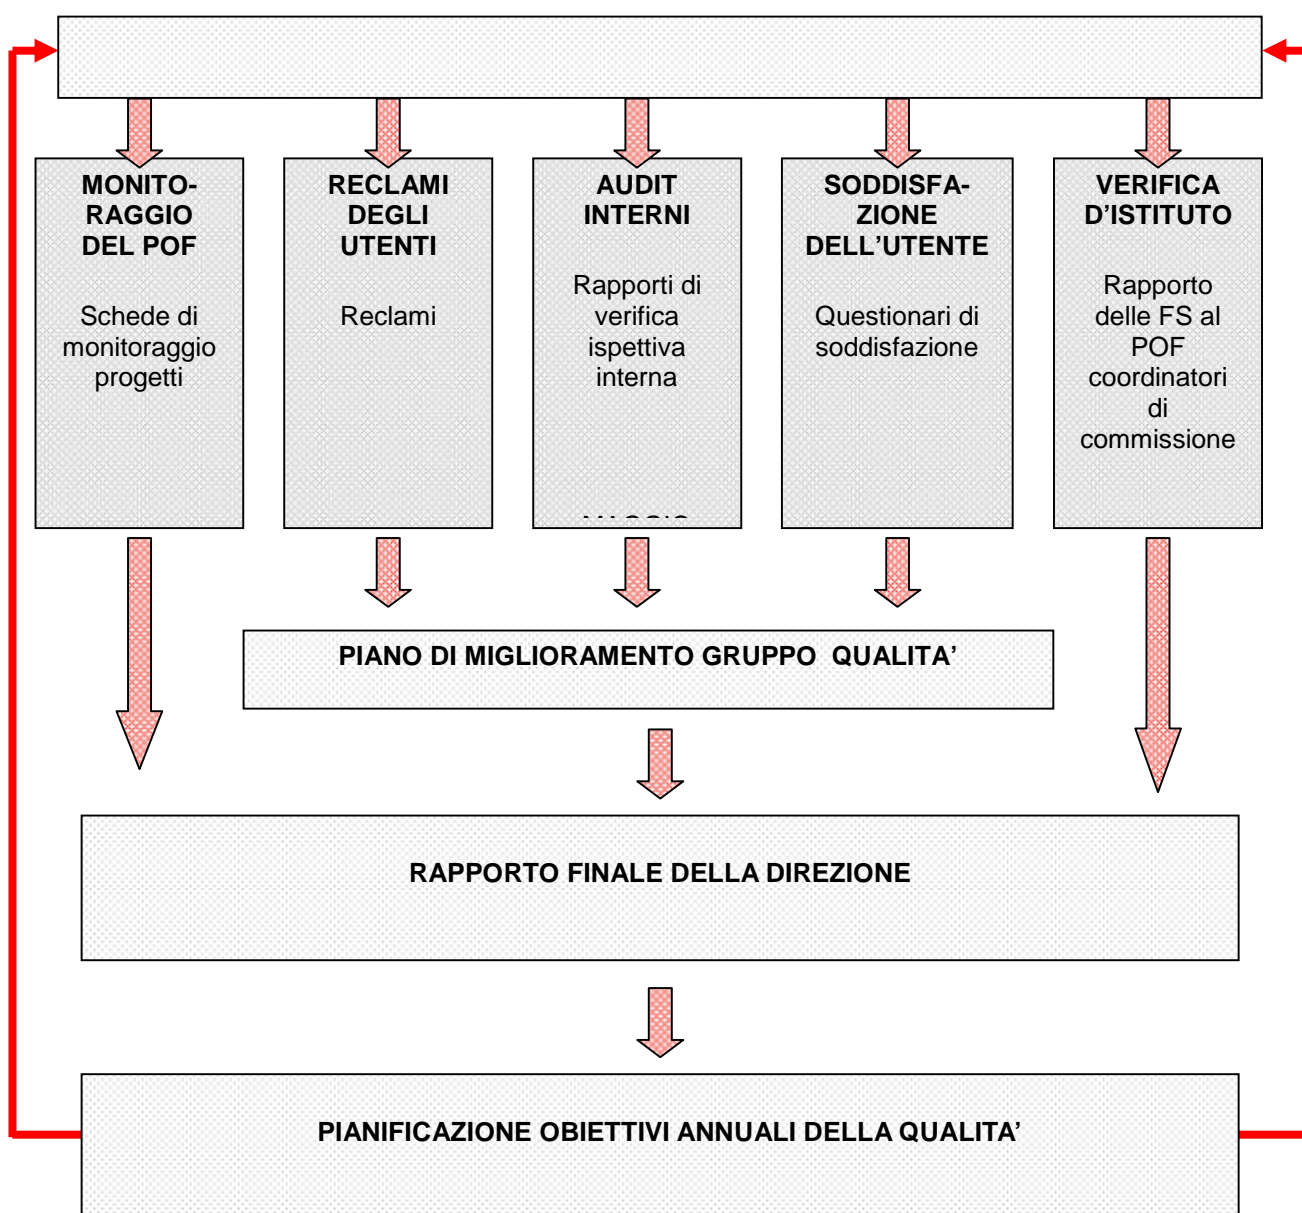 MONITO-
RAGGIO
DEL POF
Schede di
monitoraggio
progetti
RECLAMI
DEGLI
UTENTI
Reclami
AUDIT
INTERNI
Rapporti di
verifica
ispettiva
interna
SODDISFA-
ZIONE
DELL’UTENTE
Questionari di
soddisfazione
VERIFICA
D’ISTITUTO
Rapporto
delle FS al
POF
coordinatori
di
commissione
PIANO DI MIGLIORAMENTO GRUPPO QUALITA’
RAPPORTO FINALE DELLA DIREZIONE
PIANIFICAZIONE OBIETTIVI ANNUALI DELLA QUALITA’